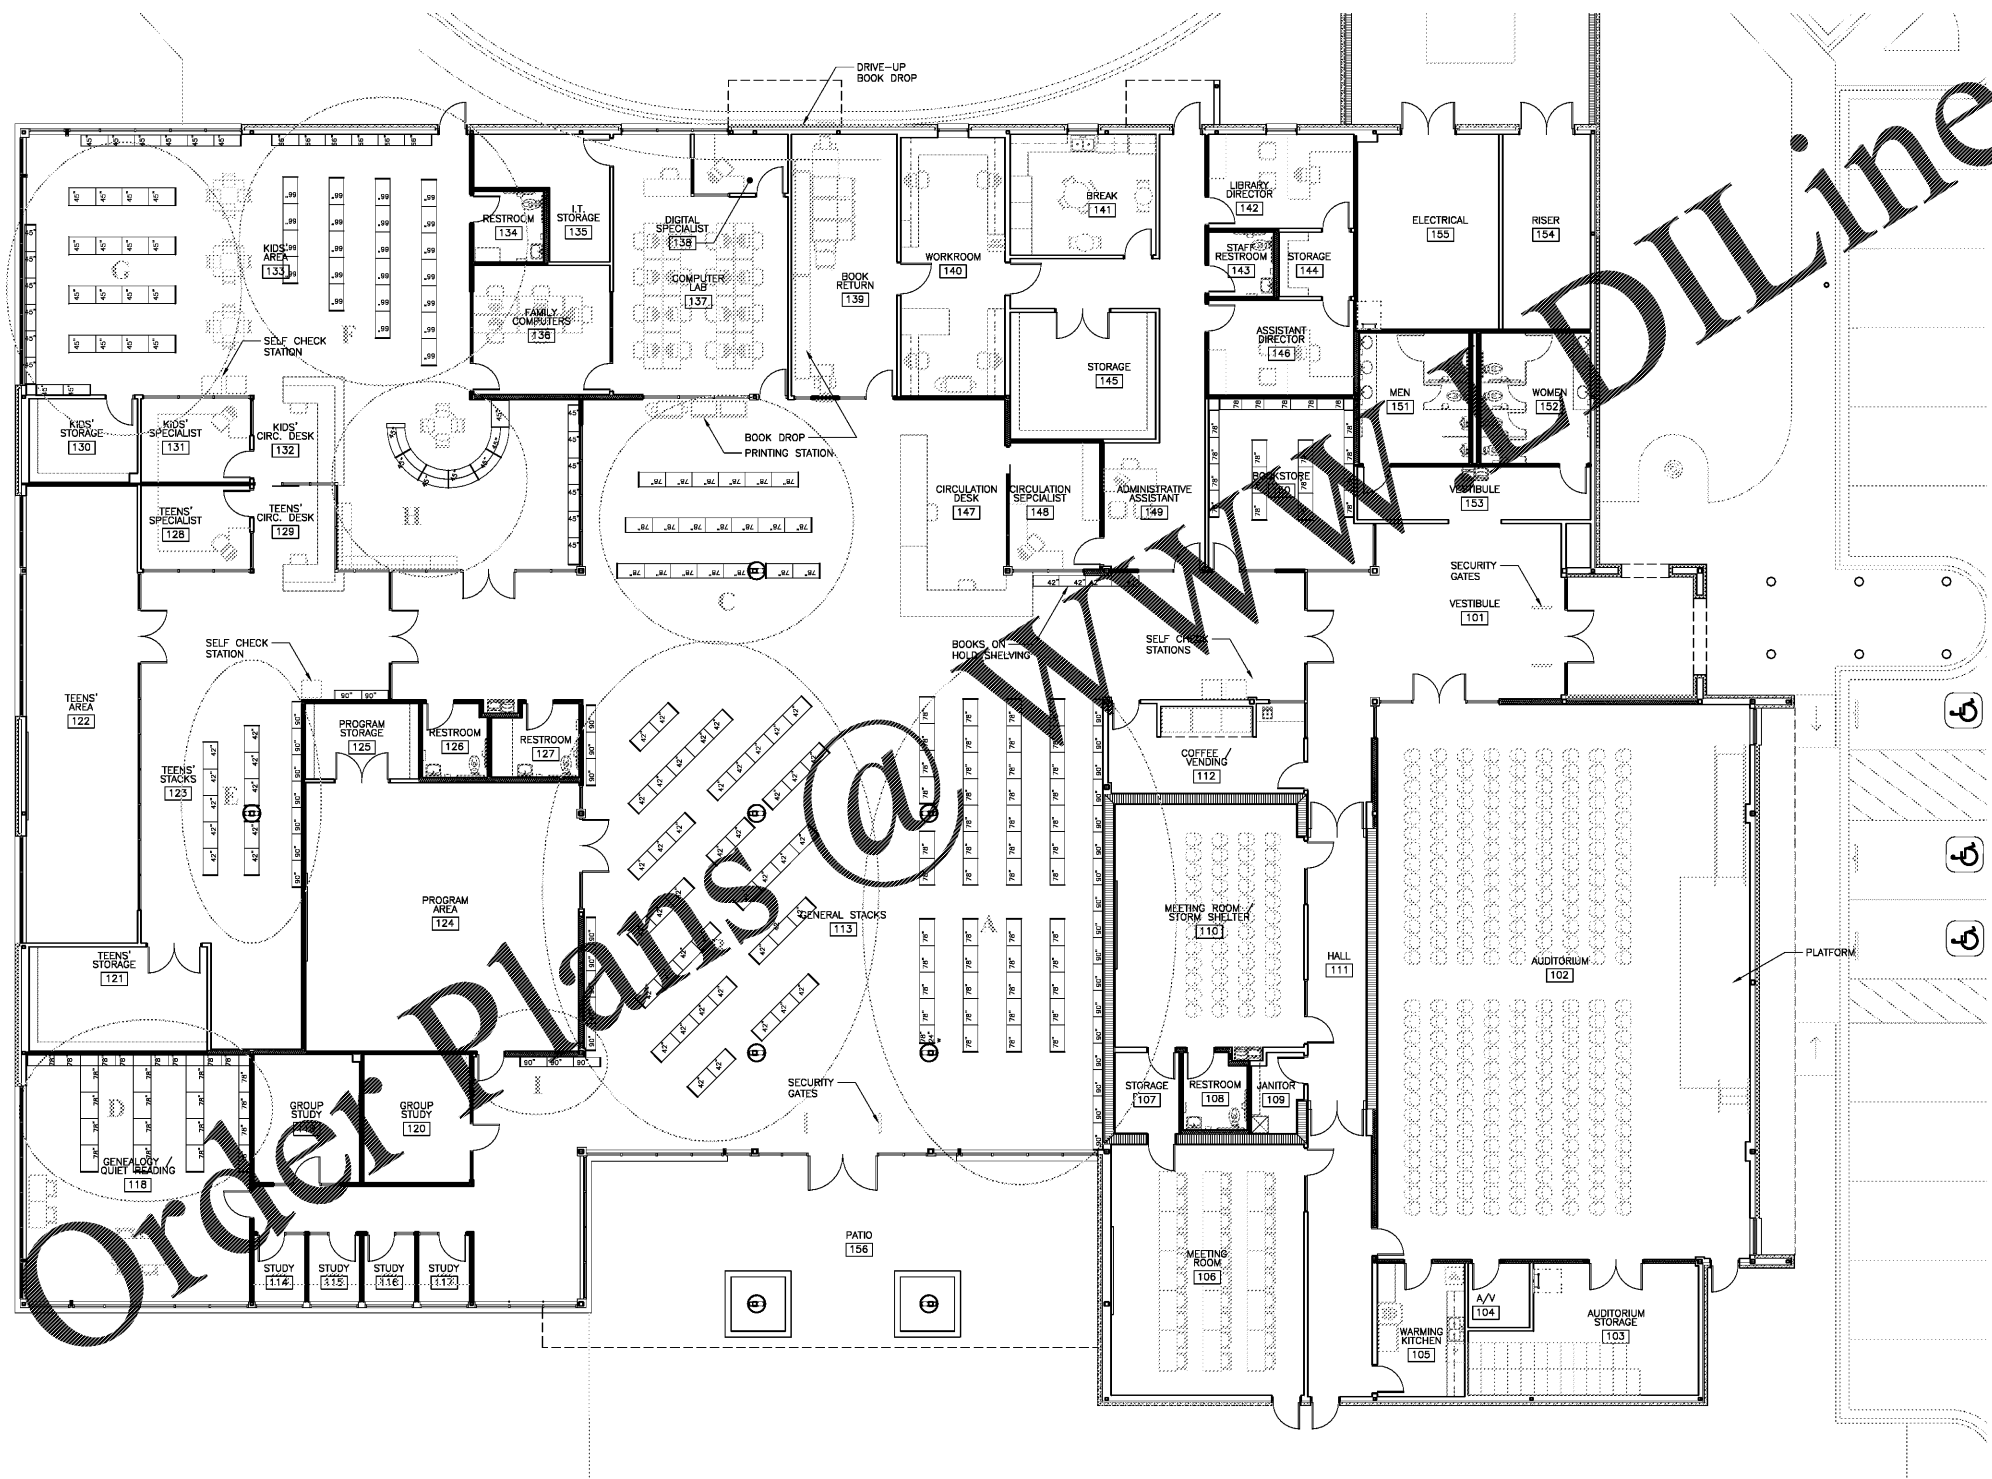 DRIVE-UP
BOOK DROP
KIDS'
AREA
133
RESTROOM
134
I.T.
STORAGE
135
DIGITAL
SPECIALIST
138
COMPUTER
LAB
137
FAMILY
COMPUTERS
136
BOOK
RETURN
139
WORKROOM
140
BREAK
141
LIBRARY
DIRECTOR
142
STAFF
RESTROOM
143
STORAGE
144
ELECTRICAL
155
RISER
154
ASSISTANT
DIRECTOR
146
STORAGE
145
MEN
151
WOMEN
152
G
F
SELF CHECK
STATION
KIDS'
STORAGE
130
KIDS'
SPECIALIST
131
KIDS'
CIRC. DESK
132
BOOK DROP
PRINTING STATION
TEENS'
SPECIALIST
128
TEENS'
CIRC. DESK
129
H
C
CIRCULATION
DESK
147
CIRCULATION
SEPCIALIST
148
ADMINISTRATIVE
ASSISTANT
149
BOOKSTORE
VESTIBULE
153
SECURITY
GATES
VESTIBULE
101
SELF CHECK
STATION
BOOKS ON
HOLD SHELVING
SELF CHECK
STATIONS
TEENS'
AREA
122
TEENS'
STACKS
123
E
PROGRAM
STORAGE
125
RESTROOM
126
RESTROOM
127
COFFEE /
VENDING
112
PROGRAM
AREA
124
GENERAL STACKS
113
A
MEETING ROOM /
STORM SHELTER
110
HALL
111
AUDITORIUM
102
PLATFORM
TEENS'
STORAGE
121
D
I
GROUP
STUDY
GROUP
STUDY
120
SECURITY
GATES
STORAGE
107
RESTROOM
108
JANITOR
109
GENEALOGY /
QUIET READING
118
STUDY
114
STUDY
115
STUDY
116
STUDY
117
PATIO
156
MEETING
ROOM
106
WARMING
KITCHEN
105
A/V
104
AUDITORIUM
STORAGE
103
Order Plans @ www.LDILine